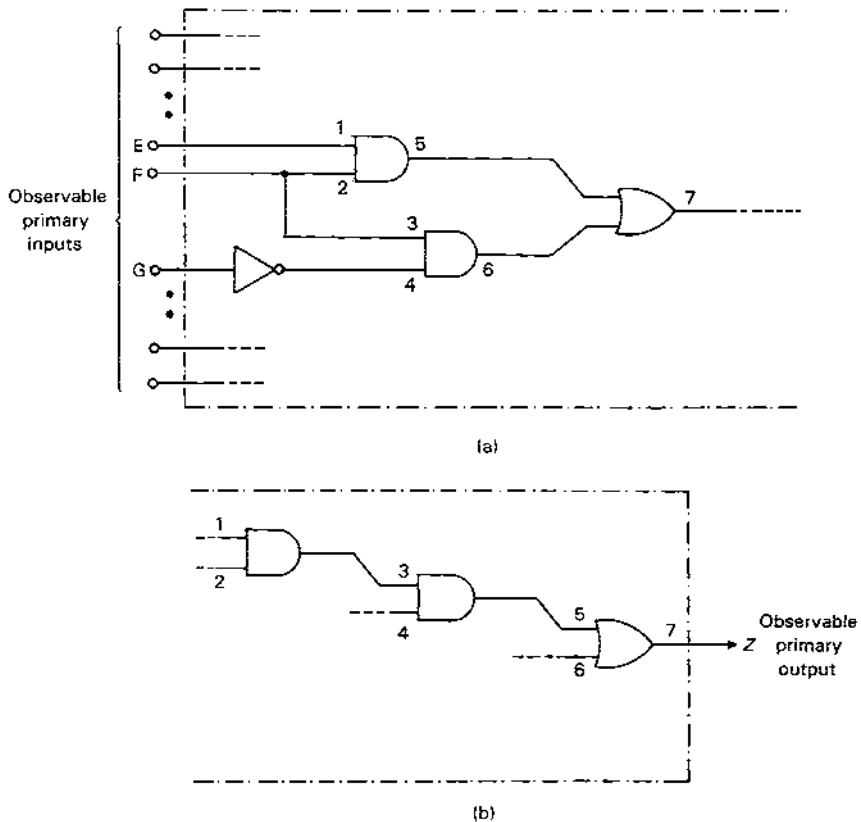 E
1
5
F
2
7
Observable
primary
inputs
3
G
4
6
(a)
1
2
3
4
5
6
7
Z
Observable
primary
output
(b)